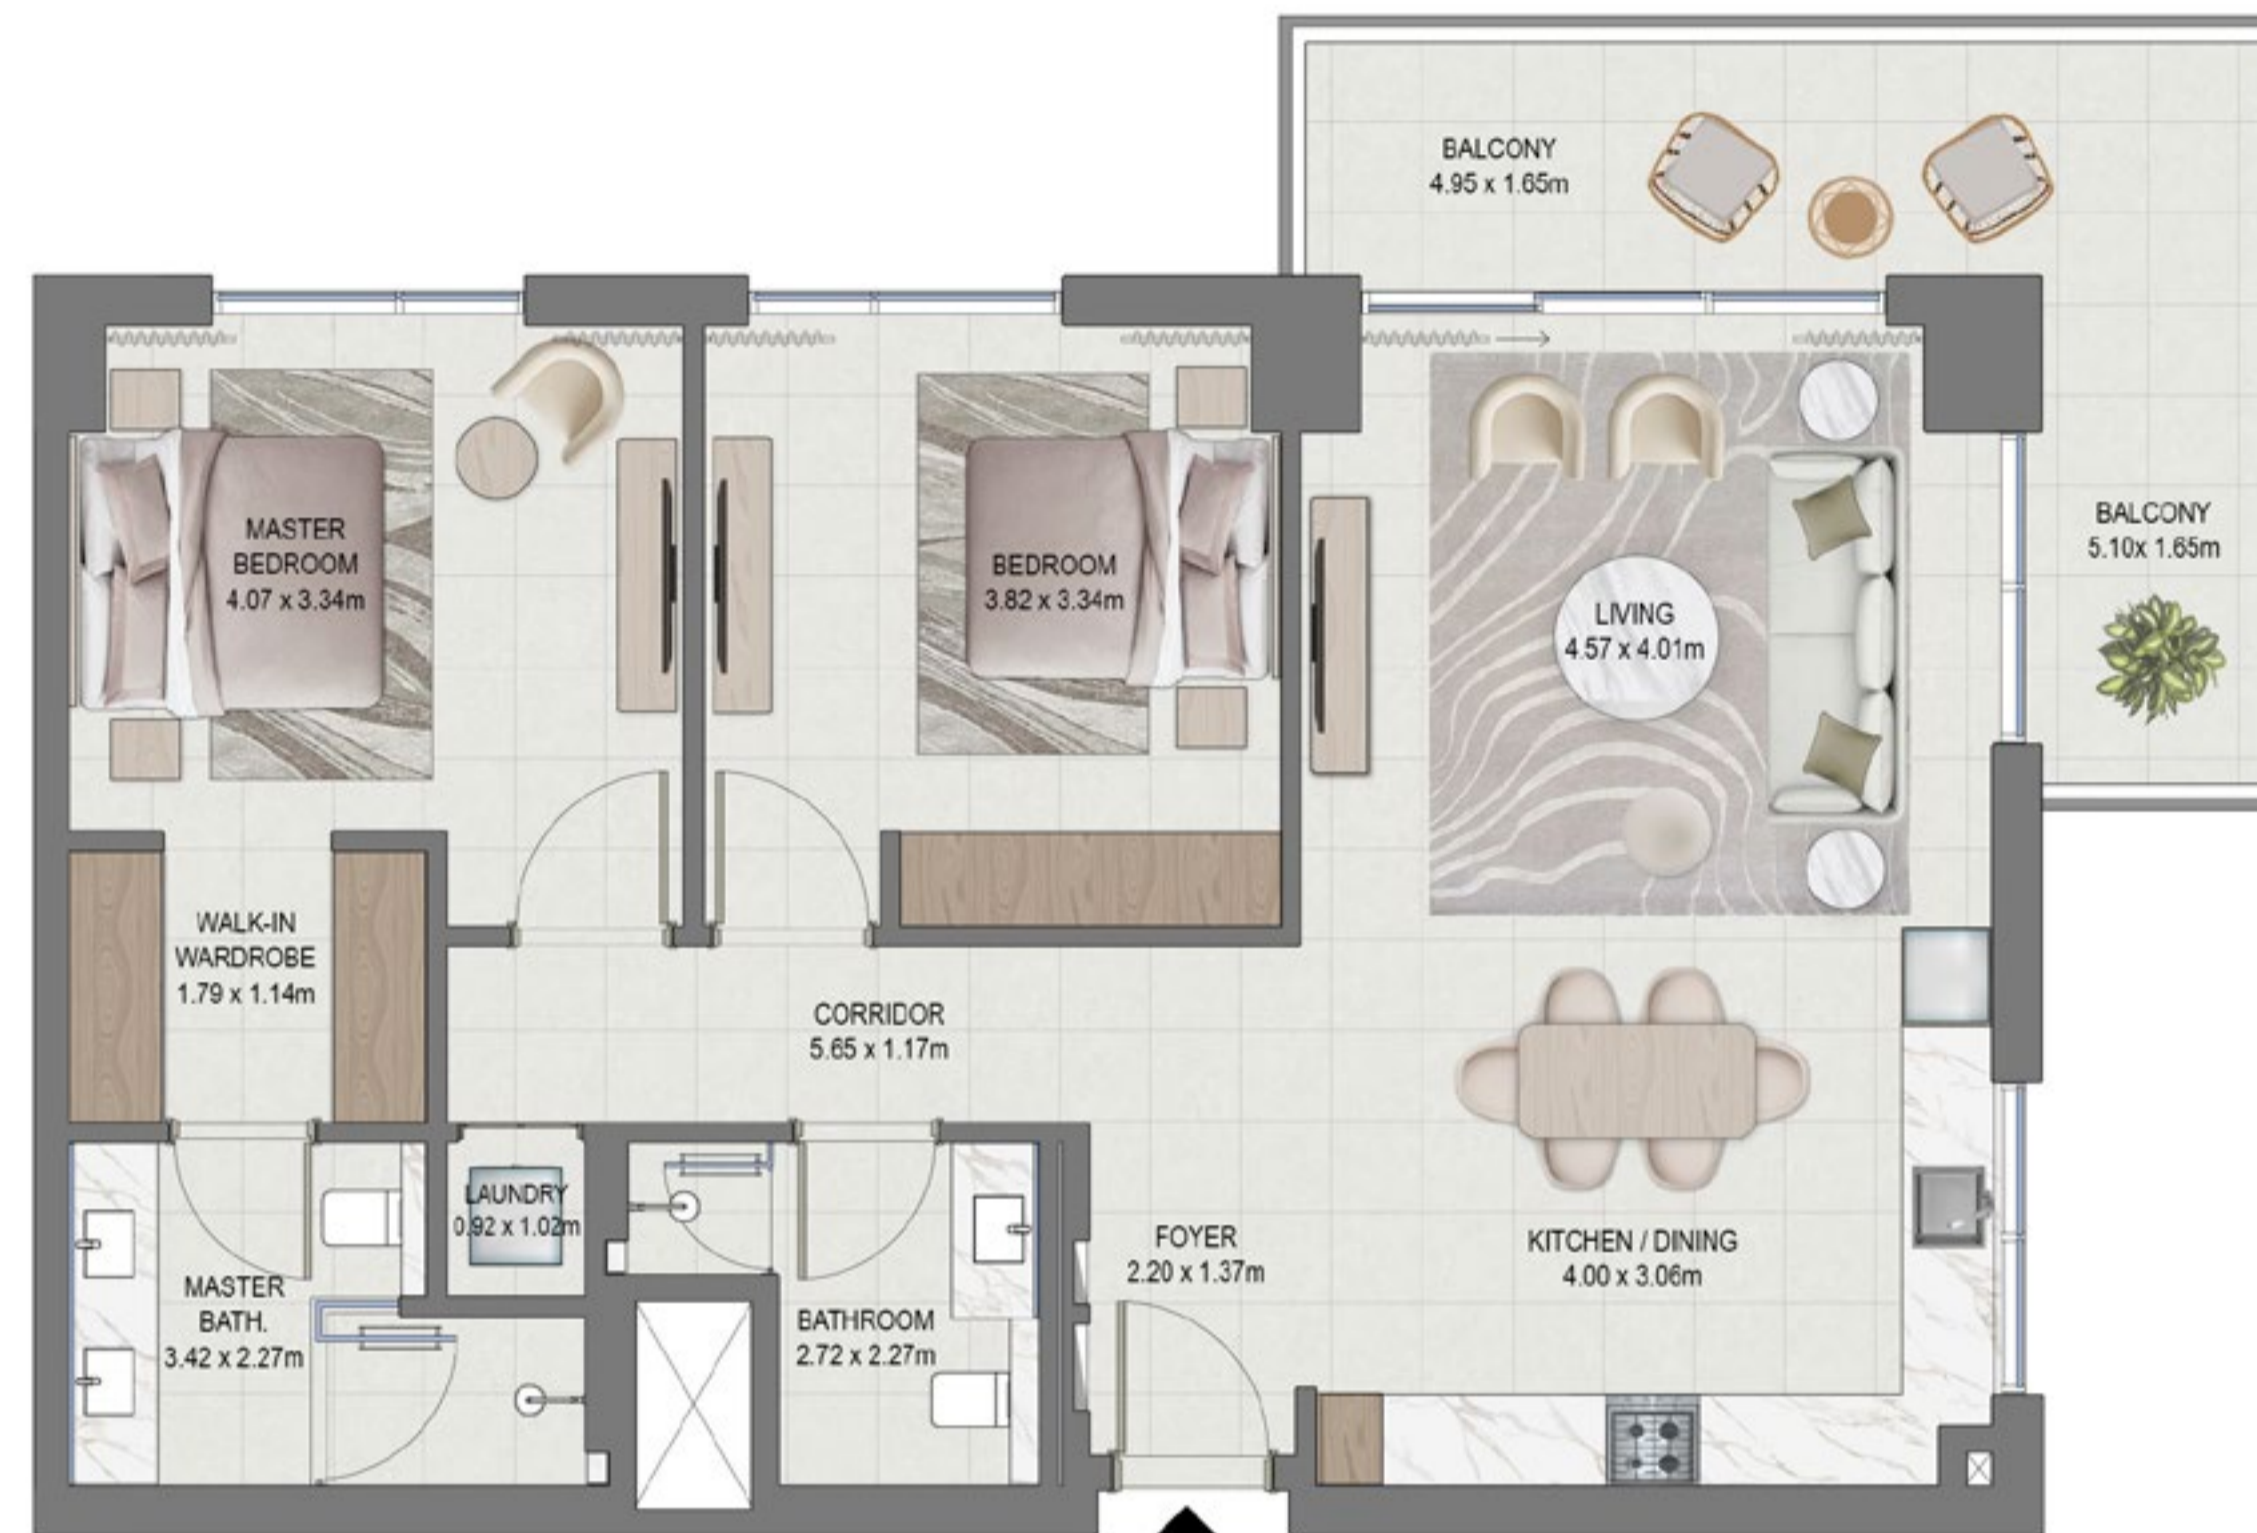 BALCONY
4.95 x 1.65m
MASTER
BEDROOM
4.07 x 3.34m
BEDROOM
3.82 x 3.34m
LIVING
4.57 x 4.01m
BALCONY
5.10x 1.65m
WALK-IN
WARDROBE
1.79 x 1.14m
CORRIDOR
5.65 x 1.17m
LAUNDRY
0.92 x 1.02m
MASTER
BATH.
3.42 x 2.27m
BATHROOM
2.72 x 2.27m
FOYER
2.20 x 1.37m
KITCHEN / DINING
4.00 x 3.06m